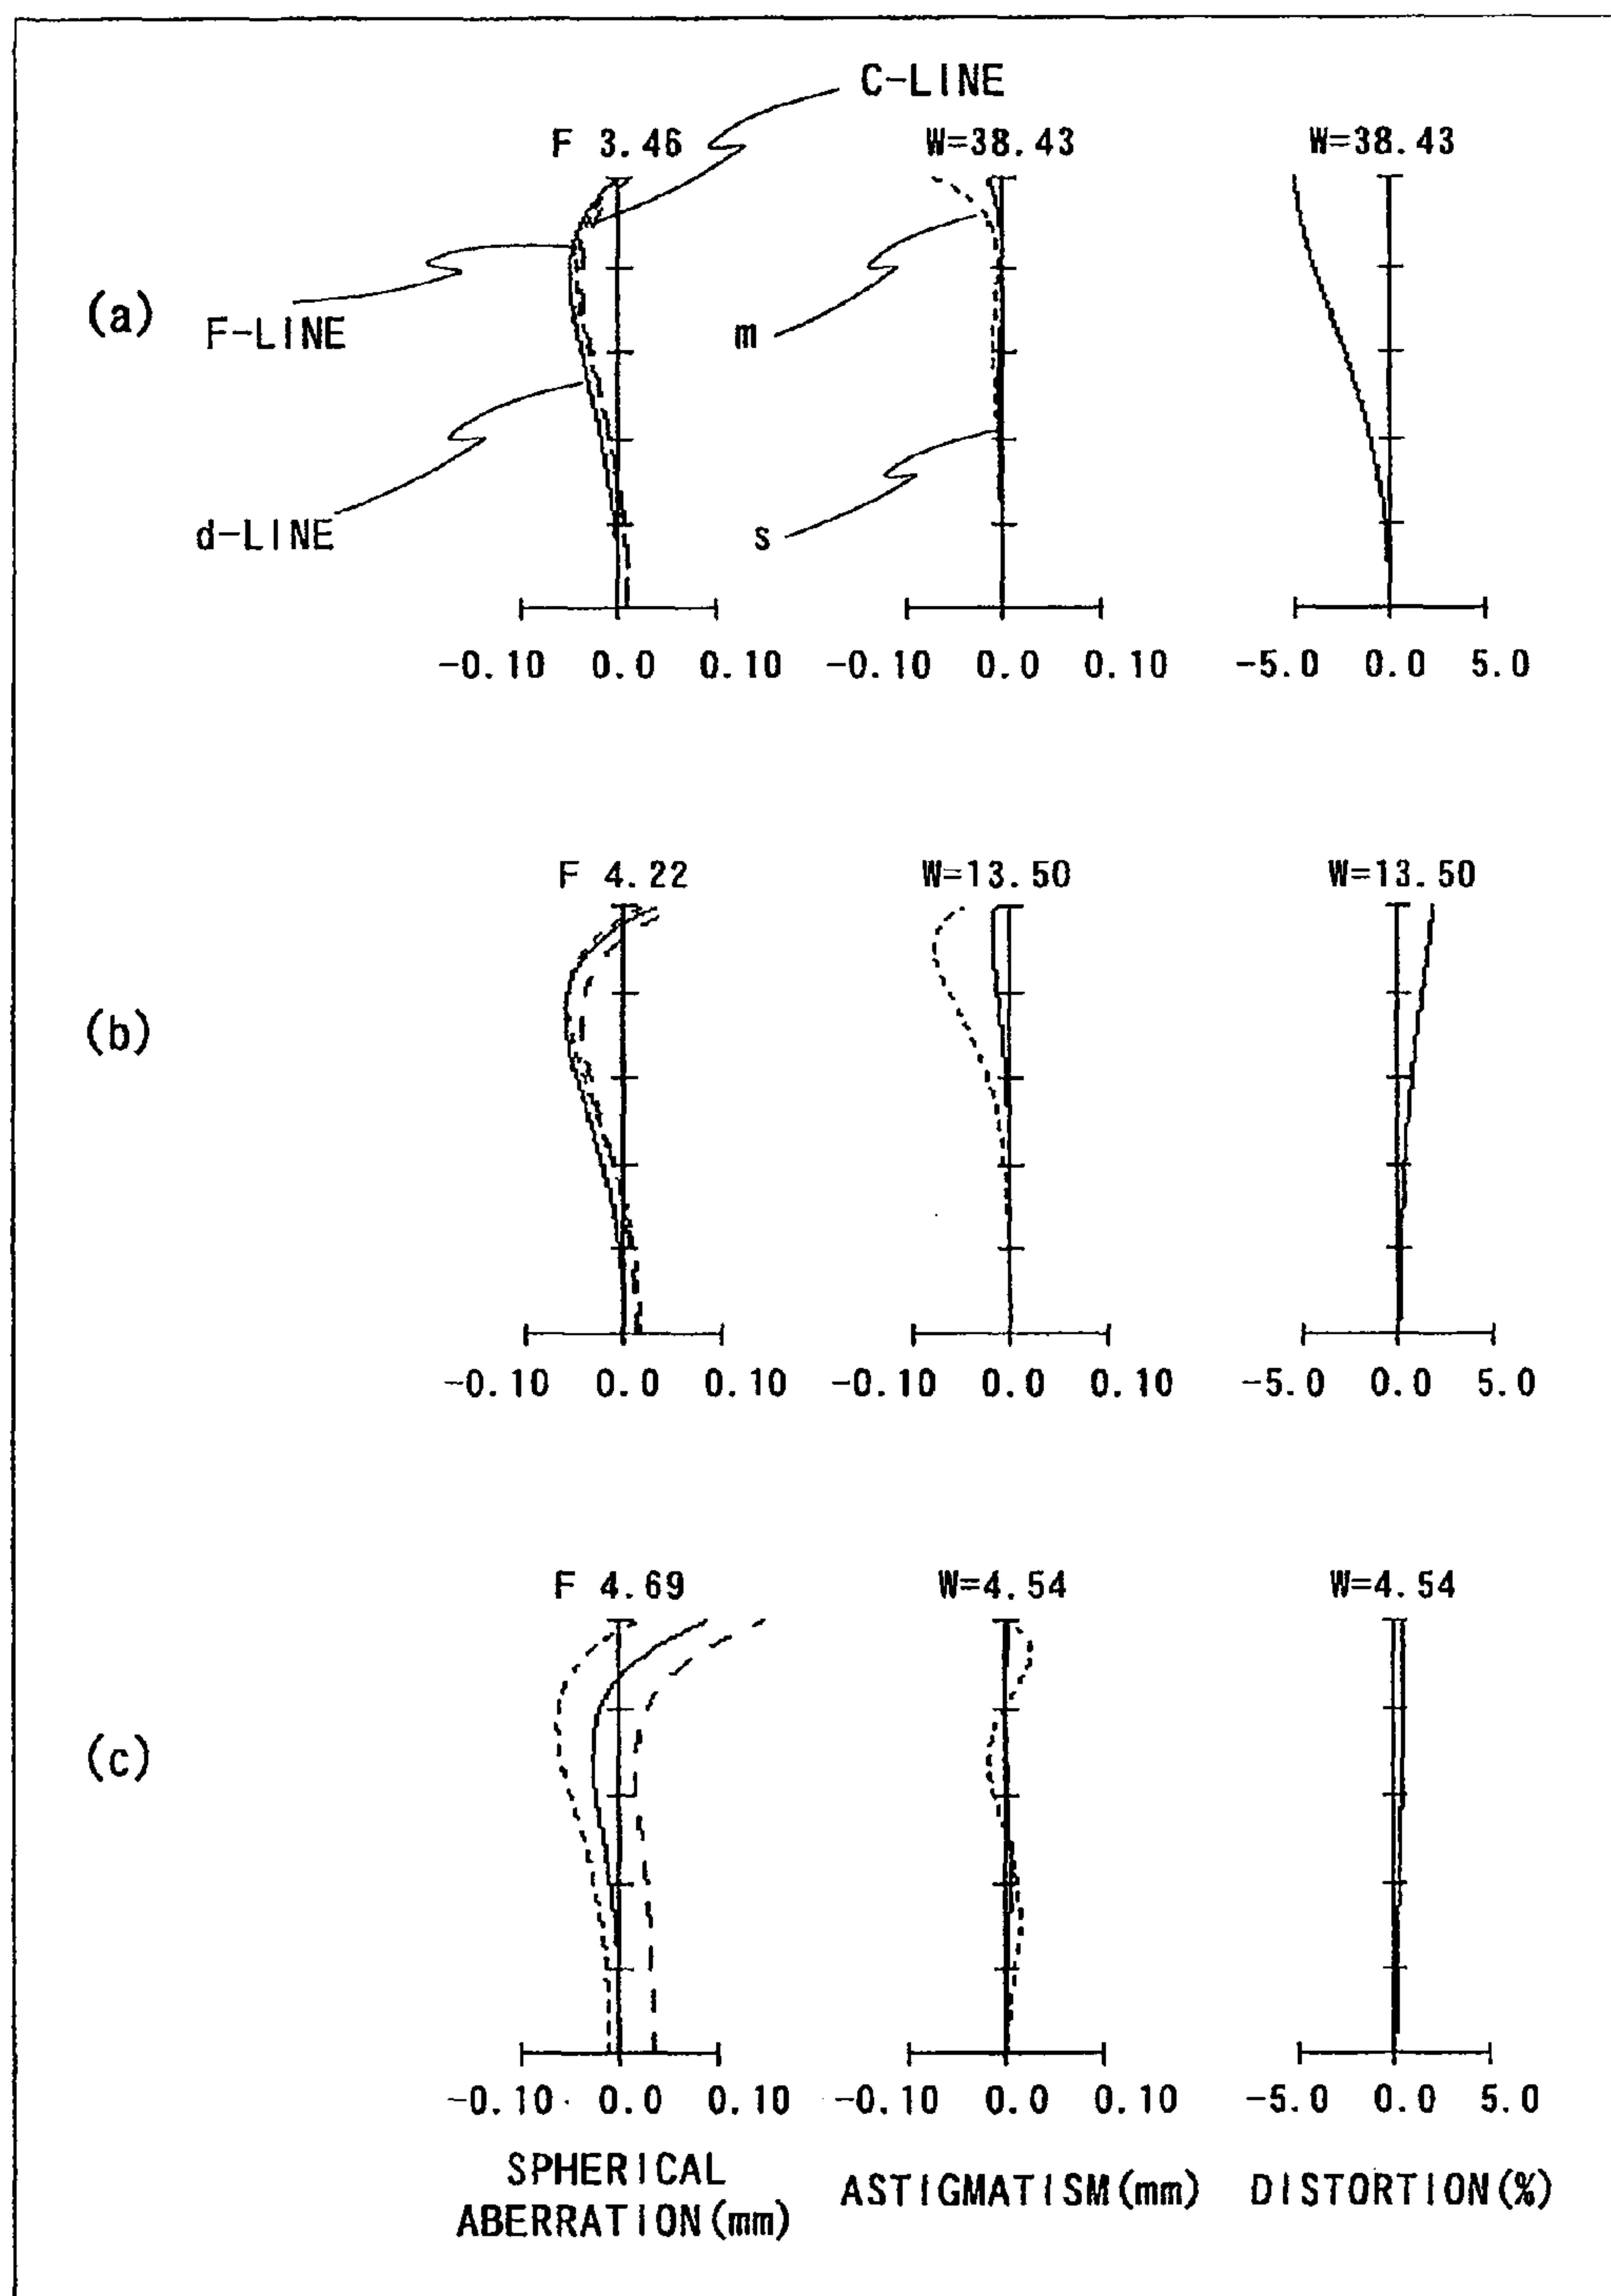 C-LINE
F 3.46 W=38.43 W=38.43
(a)
F-LINE m
d-LINE s
-0.10 0.0 0.10 -0.10 0.0 0.10 -5.0 0.0 5.0
F 4.22 W=13.50 W=13.50
(b)
-0.10 0.0 0.10 -0.10 0.0 0.10 -5.0 0.0 5.0
F 4.69 W=4.54 W=4.54
(c)
-0.10 0.0 0.10 -0.10 0.0 0.10 -5.0 0.0 5.0
SPHERICAL
ABERRATION(mm) ASTIGMATISM(mm) DISTORTION(%)